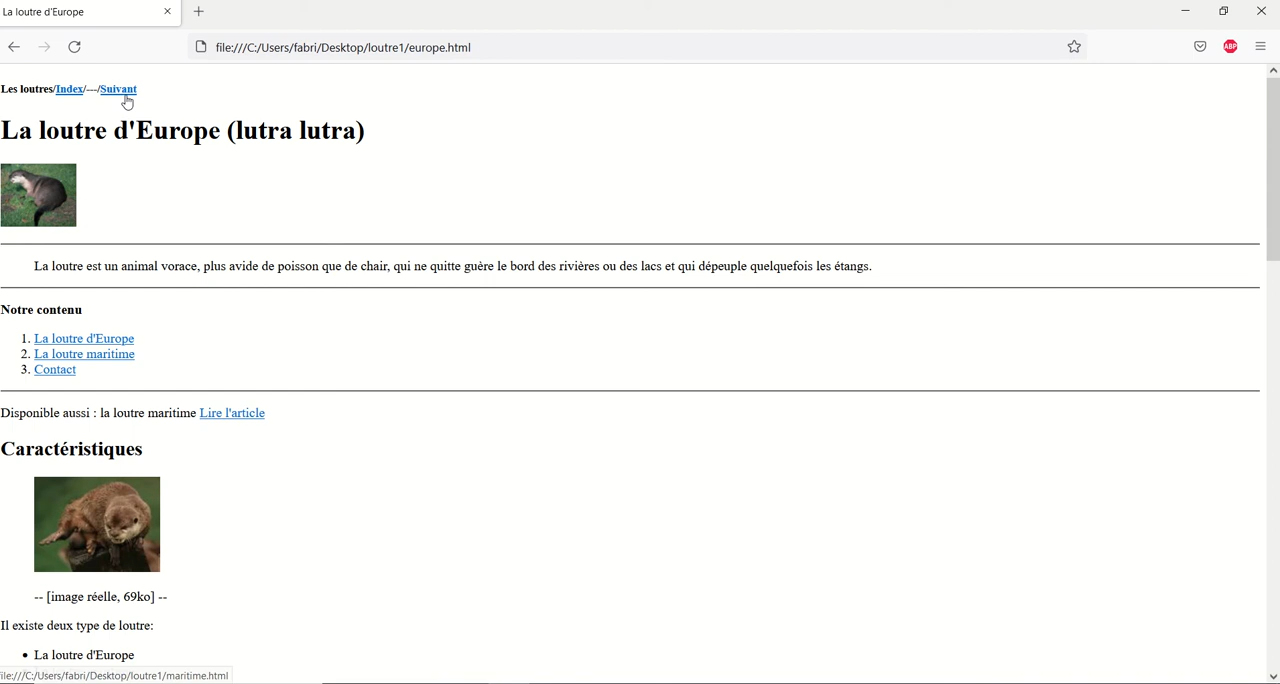 La loutre d'Europe
file:///C:/Users/fabri/Desktop/loutre1/europe.html
ABP
Les loutres/Index/---/Suivant
La loutre d'Europe (lutra lutra)
La loutre est un animal vorace, plus avide de poisson que de chair, qui ne quitte guère le bord des rivières ou des lacs et qui dépeuple quelquefois les étangs.
Notre contenu
1. La loutre d'Europe
2. La loutre maritime
3. Contact
Disponible aussi : la loutre maritime Lire l'article
Caractéristiques
-- [image réelle, 69ko] --
Il existe deux type de loutre:
• La loutre d'Europe
file:///C:/Users/fabri/Desktop/loutre1/maritime.html